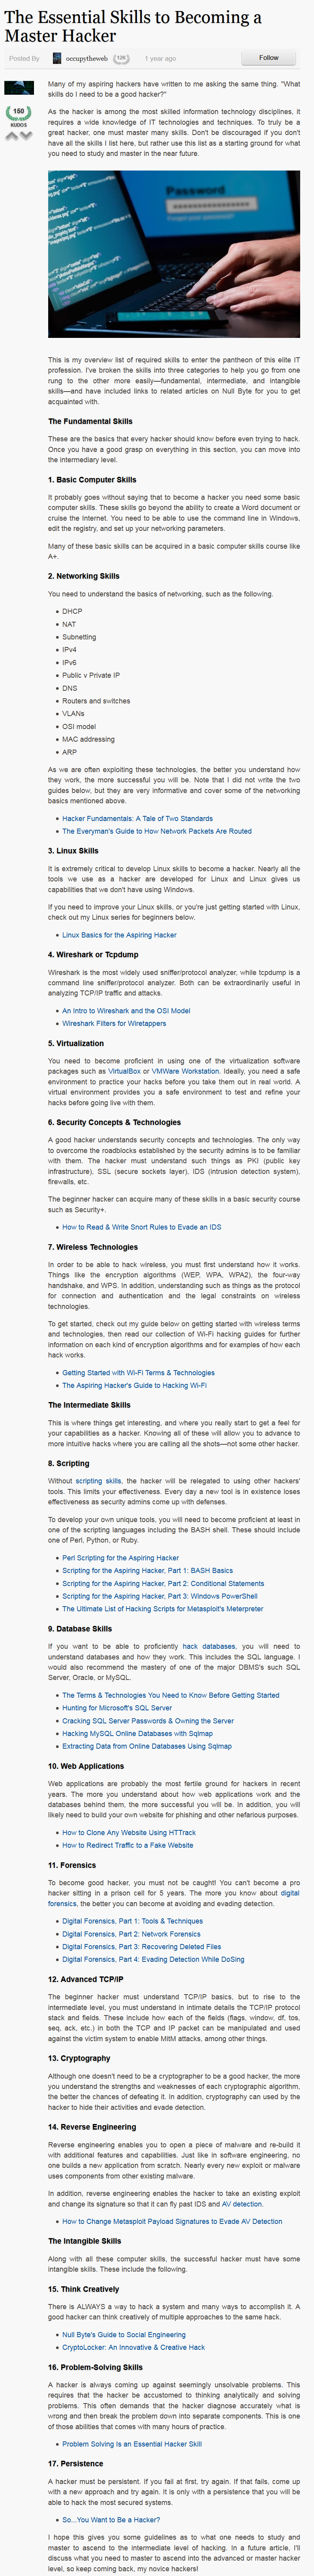 The Essential Skills to Becoming a
Master Hacker
Posted By occupytheweb 126 1 year ago Follow
150
KUDOS
Many of my aspiring hackers have written to me asking the same thing. "What
skills do I need to be a good hacker?"
As the hacker is among the most skilled information technology disciplines, it
requires a wide knowledge of IT technologies and techniques. To truly be a
great hacker, one must master many skills. Don't be discouraged if you don't
have all the skills I list here, but rather use this list as a starting ground for what
you need to study and master in the near future.
Password
This is my overview list of required skills to enter the pantheon of this elite IT
profession. I've broken the skills into three categories to help you go from one
rung to the other more easily—fundamental, intermediate, and intangible
skills—and have included links to related articles on Null Byte for you to get
acquainted with.
The Fundamental Skills
These are the basics that every hacker should know before even trying to hack.
Once you have a good grasp on everything in this section, you can move into
the intermediary level.
1. Basic Computer Skills
It probably goes without saying that to become a hacker you need some basic
computer skills. These skills go beyond the ability to create a Word document or
cruise the Internet. You need to be able to use the command line in Windows,
edit the registry, and set up your networking parameters.
Many of these basic skills can be acquired in a basic computer skills course like
A+.
2. Networking Skills
You need to understand the basics of networking, such as the following.
DHCP
NAT
Subnetting
IPv4
IPv6
Public v Private IP
DNS
Routers and switches
VLANs
OSI model
MAC addressing
ARP
As we are often exploiting these technologies, the better you understand how
they work, the more successful you will be. Note that I did not write the two
guides below, but they are very informative and cover some of the networking
basics mentioned above.
Hacker Fundamentals: A Tale of Two Standards
The Everyman's Guide to How Network Packets Are Routed
3. Linux Skills
It is extremely critical to develop Linux skills to become a hacker. Nearly all the
tools we use as a hacker are developed for Linux and Linux gives us
capabilities that we don't have using Windows.
If you need to improve your Linux skills, or you're just getting started with Linux,
check out my Linux series for beginners below.
Linux Basics for the Aspiring Hacker
4. Wireshark or Tcpdump
Wireshark is the most widely used sniffer/protocol analyzer, while tcpdump is a
command line sniffer/protocol analyzer. Both can be extraordinarily useful in
analyzing TCP/IP traffic and attacks.
An Intro to Wireshark and the OSI Model
Wireshark Filters for Wiretappers
5. Virtualization
You need to become proficient in using one of the virtualization software
packages such as VirtualBox or VMWare Workstation. Ideally, you need a safe
environment to practice your hacks before you take them out in real world. A
virtual environment provides you a safe environment to test and refine your
hacks before going live with them.
6. Security Concepts & Technologies
A good hacker understands security concepts and technologies. The only way
to overcome the roadblocks established by the security admins is to be familiar
with them. The hacker must understand such things as PKI (public key
infrastructure), SSL (secure sockets layer), IDS (intrusion detection system),
firewalls, etc.
The beginner hacker can acquire many of these skills in a basic security course
such as Security+.
How to Read & Write Snort Rules to Evade an IDS
7. Wireless Technologies
In order to be able to hack wireless, you must first understand how it works.
Things like the encryption algorithms (WEP, WPA, WPA2), the four-way
handshake, and WPS. In addition, understanding such as things as the protocol
for connection and authentication and the legal constraints on wireless
technologies.
To get started, check out my guide below on getting started with wireless terms
and technologies, then read our collection of Wi-Fi hacking guides for further
information on each kind of encryption algorithms and for examples of how each
hack works.
Getting Started with Wi-Fi Terms & Technologies
The Aspiring Hacker's Guide to Hacking Wi-Fi
The Intermediate Skills
This is where things get interesting, and where you really start to get a feel for
your capabilities as a hacker. Knowing all of these will allow you to advance to
more intuitive hacks where you are calling all the shots—not some other hacker.
8. Scripting
Without scripting skills, the hacker will be relegated to using other hackers'
tools. This limits your effectiveness. Every day a new tool is in existence loses
effectiveness as security admins come up with defenses.
To develop your own unique tools, you will need to become proficient at least in
one of the scripting languages including the BASH shell. These should include
one of Perl, Python, or Ruby.
Perl Scripting for the Aspiring Hacker
Scripting for the Aspiring Hacker, Part 1: BASH Basics
Scripting for the Aspiring Hacker, Part 2: Conditional Statements
Scripting for the Aspiring Hacker, Part 3: Windows PowerShell
The Ultimate List of Hacking Scripts for Metasploit's Meterpreter
9. Database Skills
If you want to be able to proficiently hack databases, you will need to
understand databases and how they work. This includes the SQL language. I
would also recommend the mastery of one of the major DBMS's such SQL
Server, Oracle, or MySQL.
The Terms & Technologies You Need to Know Before Getting Started
Hunting for Microsoft's SQL Server
Cracking SQL Server Passwords & Owning the Server
Hacking MySQL Online Databases with Sqlmap
Extracting Data from Online Databases Using Sqlmap
10. Web Applications
Web applications are probably the most fertile ground for hackers in recent
years. The more you understand about how web applications work and the
databases behind them, the more successful you will be. In addition, you will
likely need to build your own website for phishing and other nefarious purposes.
How to Clone Any Website Using HTTrack
How to Redirect Traffic to a Fake Website
11. Forensics
To become good hacker, you must not be caught! You can't become a pro
hacker sitting in a prison cell for 5 years. The more you know about digital
forensics, the better you can become at avoiding and evading detection.
Digital Forensics, Part 1: Tools & Techniques
Digital Forensics, Part 2: Network Forensics
Digital Forensics, Part 3: Recovering Deleted Files
Digital Forensics, Part 4: Evading Detection While DoSing
12. Advanced TCP/IP
The beginner hacker must understand TCP/IP basics, but to rise to the
intermediate level, you must understand in intimate details the TCP/IP protocol
stack and fields. These include how each of the fields (flags, window, df, tos,
seq, ack, etc.) in both the TCP and IP packet can be manipulated and used
against the victim system to enable MitM attacks, among other things.
13. Cryptography
Although one doesn't need to be a cryptographer to be a good hacker, the more
you understand the strengths and weaknesses of each cryptographic algorithm,
the better the chances of defeating it. In addition, cryptography can used by the
hacker to hide their activities and evade detection.
14. Reverse Engineering
Reverse engineering enables you to open a piece of malware and re-build it
with additional features and capabilities. Just like in software engineering, no
one builds a new application from scratch. Nearly every new exploit or malware
uses components from other existing malware.
In addition, reverse engineering enables the hacker to take an existing exploit
and change its signature so that it can fly past IDS and AV detection.
How to Change Metasploit Payload Signatures to Evade AV Detection
The Intangible Skills
Along with all these computer skills, the successful hacker must have some
intangible skills. These include the following.
15. Think Creatively
There is ALWAYS a way to hack a system and many ways to accomplish it. A
good hacker can think creatively of multiple approaches to the same hack.
Null Byte's Guide to Social Engineering
CryptoLocker: An Innovative & Creative Hack
16. Problem-Solving Skills
A hacker is always coming up against seemingly unsolvable problems. This
requires that the hacker be accustomed to thinking analytically and solving
problems. This often demands that the hacker diagnose accurately what is
wrong and then break the problem down into separate components. This is one
of those abilities that comes with many hours of practice.
Problem Solving Is an Essential Hacker Skill
17. Persistence
A hacker must be persistent. If you fail at first, try again. If that fails, come up
with a new approach and try again. It is only with a persistence that you will be
able to hack the most secured systems.
So...You Want to Be a Hacker?
I hope this gives you some guidelines as to what one needs to study and
master to ascend to the intermediate level of hacking. In a future article, I'll
discuss what you need to master to ascend into the advanced or master hacker
level, so keep coming back, my novice hackers!